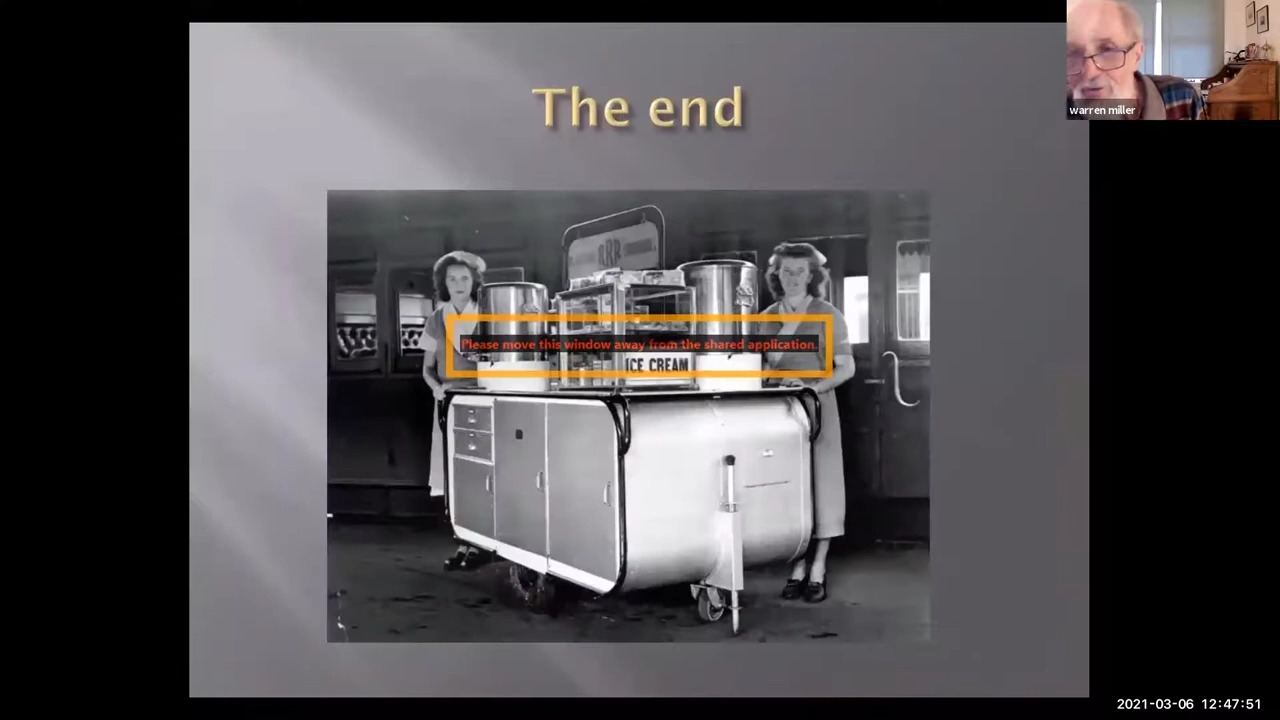 The end
warren miller
RRR
Please move this window away from the shared application.
ICE CREAM
2021-03-06 12:47:51